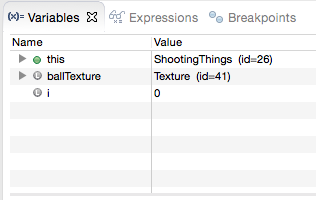 (x)= Variables Expressions Breakpoints
Name Value
this ShootingThings (id=26)
ballTexture Texture (id=41)
i 0